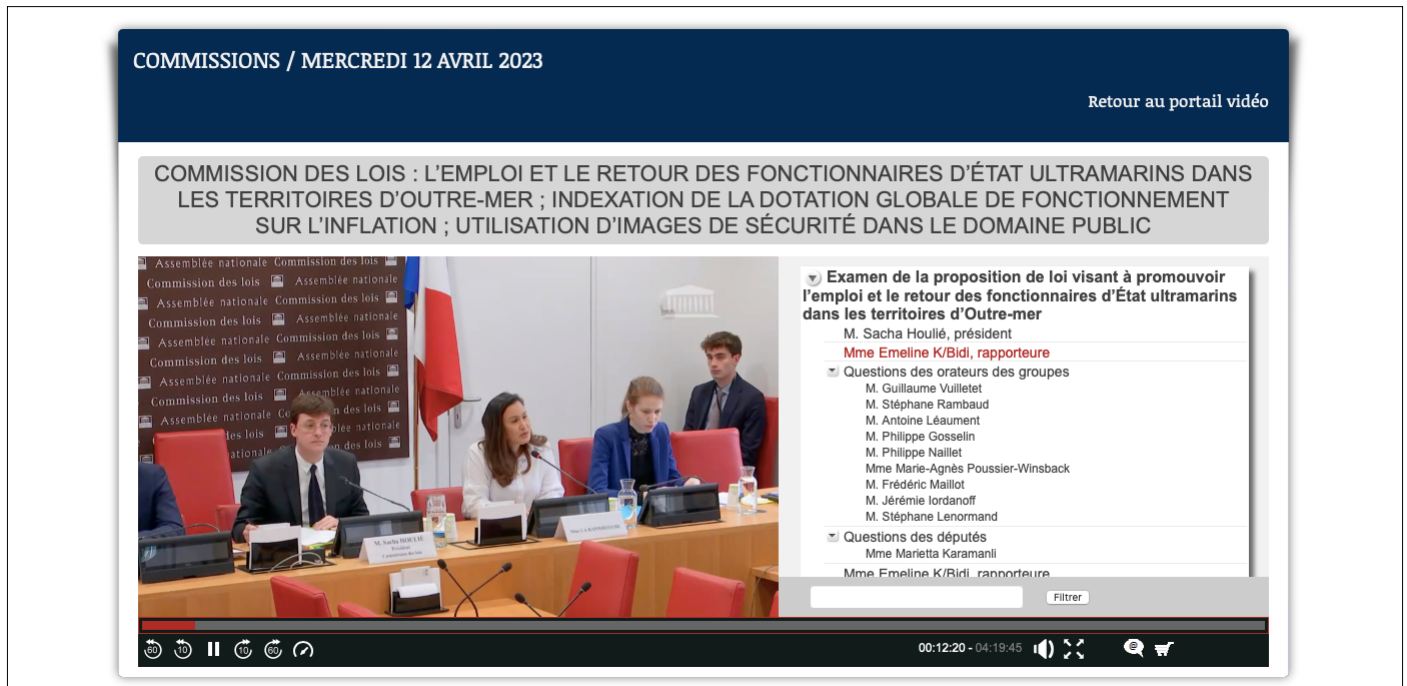 COMMISSIONS / MERCREDI 12 AVRIL 2023
Retour au portail vidéo
COMMISSION DES LOIS : L'EMPLOI ET LE RETOUR DES FONCTIONNAIRES D'ÉTAT ULTRAMARINS DANS
LES TERRITOIRES D'OUTRE-MER ; INDEXATION DE LA DOTATION GLOBALE DE FONCTIONNEMENT
SUR L'INFLATION ; UTILISATION D'IMAGES DE SÉCURITÉ DANS LE DOMAINE PUBLIC
Assemblée nationale Commission des lois
Commission des lois Assemblée nationale
Assemblée nationale Commission des lois
Commission des lois Assemblée nationale
Assemblée nationale Commission des lois
Commission des lois Assemblée nationale
Assemblée nationale Commission des lois
Commission des lois Assemblée nationale
Assemblée nationale
M. Sacha HOULIÉ
Président
Examen de la proposition de loi visant à promouvoir
l'emploi et le retour des fonctionnaires d'État ultramarins
dans les territoires d'Outre-mer
M. Sacha Houlié, président
Mme Emeline K/Bidi, rapporteure
Questions des orateurs des groupes
M. Guillaume Vuilletet
M. Stéphane Rambaud
M. Antoine Léaument
M. Philippe Gosselin
M. Philippe Naillet
Mme Marie-Agnès Poussier-Winsback
M. Frédéric Maillot
M. Jérémie Iordanoff
M. Stéphane Lenormand
Questions des députés
Mme Marietta Karamanli
Mme Emeline K/Bidi, rapporteure
Filtrer
60 10 10 60
00:12:20 - 04:19:45